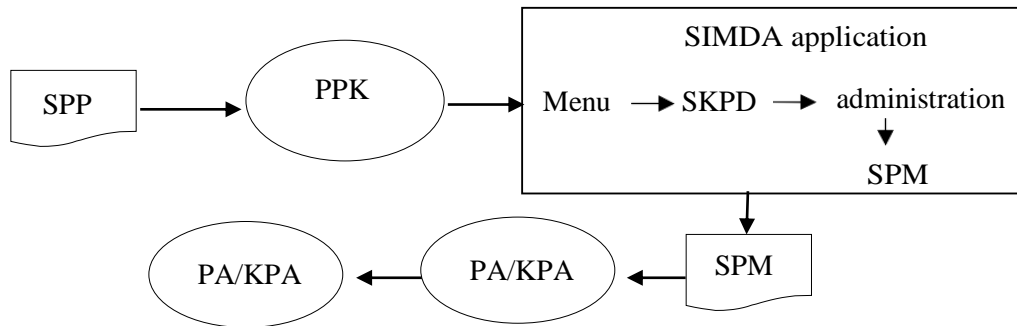 SIMDA application
SPP
PPK
Menu
SKPD
administration
SPM
SPM
PA/KPA
PA/KPA